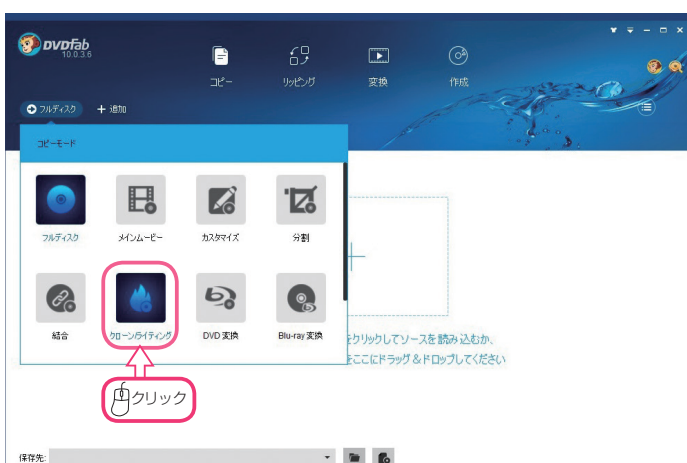 DVDFab
10.0.3.6
コピー
リッピング
変換
作成
フルディスク
追加
コピーモード
フルディスク
メインムービー
カスタマイズ
分割
結合
クローン/ライティング
DVD 変換
Blu-ray 変換
をクリックしてソースを読み込むか、
をここにドラッグ&ドロップしてください
クリック
保存先: